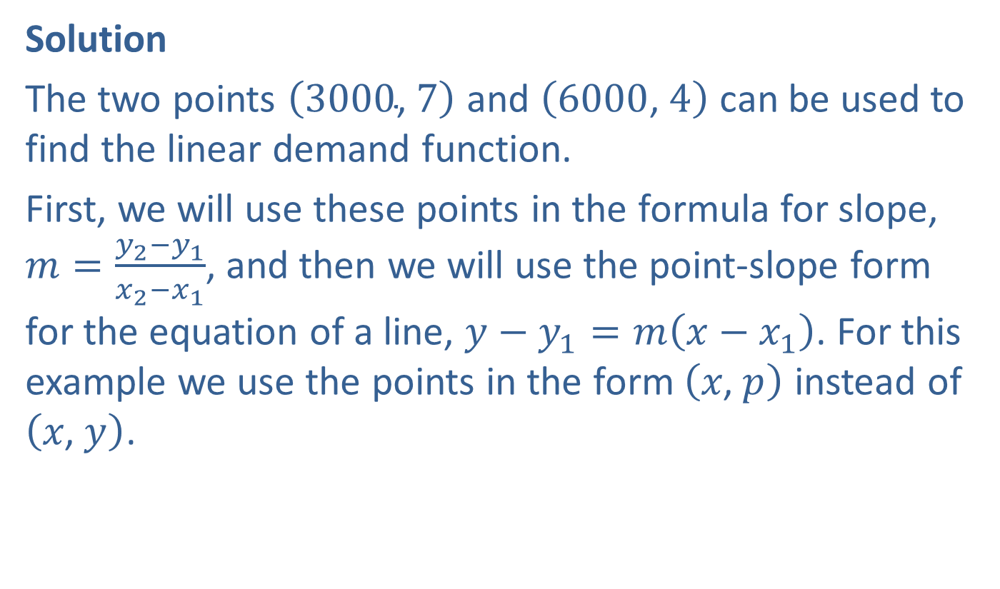 Solution
The two points (3000, 7) and (6000, 4) can be used to
find the linear demand function.
First, we will use these points in the formula for slope,
m = \frac{y_2-y_1}{x_2-x_1}, and then we will use the point-slope form
for the equation of a line, y − y₁ = m(x − x₁). For this
example we use the points in the form (x, p) instead of
(x, y).